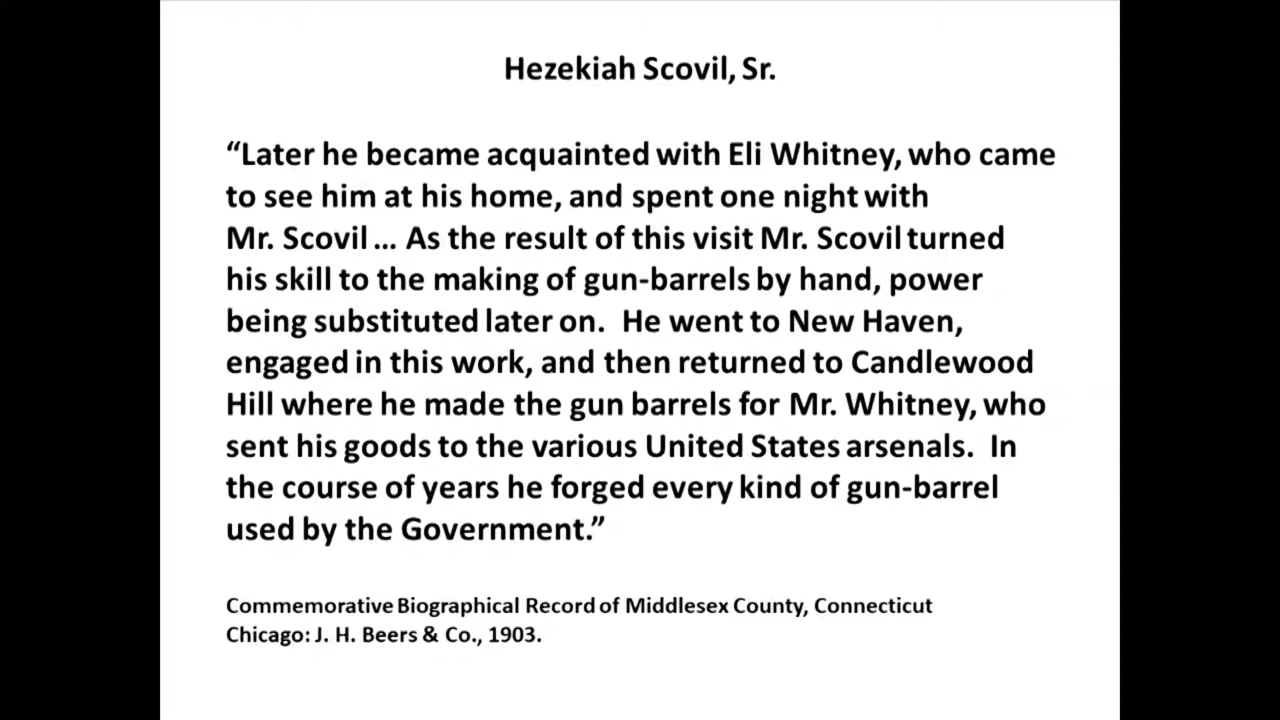 Hezekiah Scovil, Sr.
“Later he became acquainted with Eli Whitney, who came
to see him at his home, and spent one night with
Mr. Scovil ... As the result of this visit Mr. Scovil turned
his skill to the making of gun-barrels by hand, power
being substituted later on.  He went to New Haven,
engaged in this work, and then returned to Candlewood
Hill where he made the gun barrels for Mr. Whitney, who
sent his goods to the various United States arsenals.  In
the course of years he forged every kind of gun-barrel
used by the Government.”
Commemorative Biographical Record of Middlesex County, Connecticut
Chicago: J. H. Beers & Co., 1903.